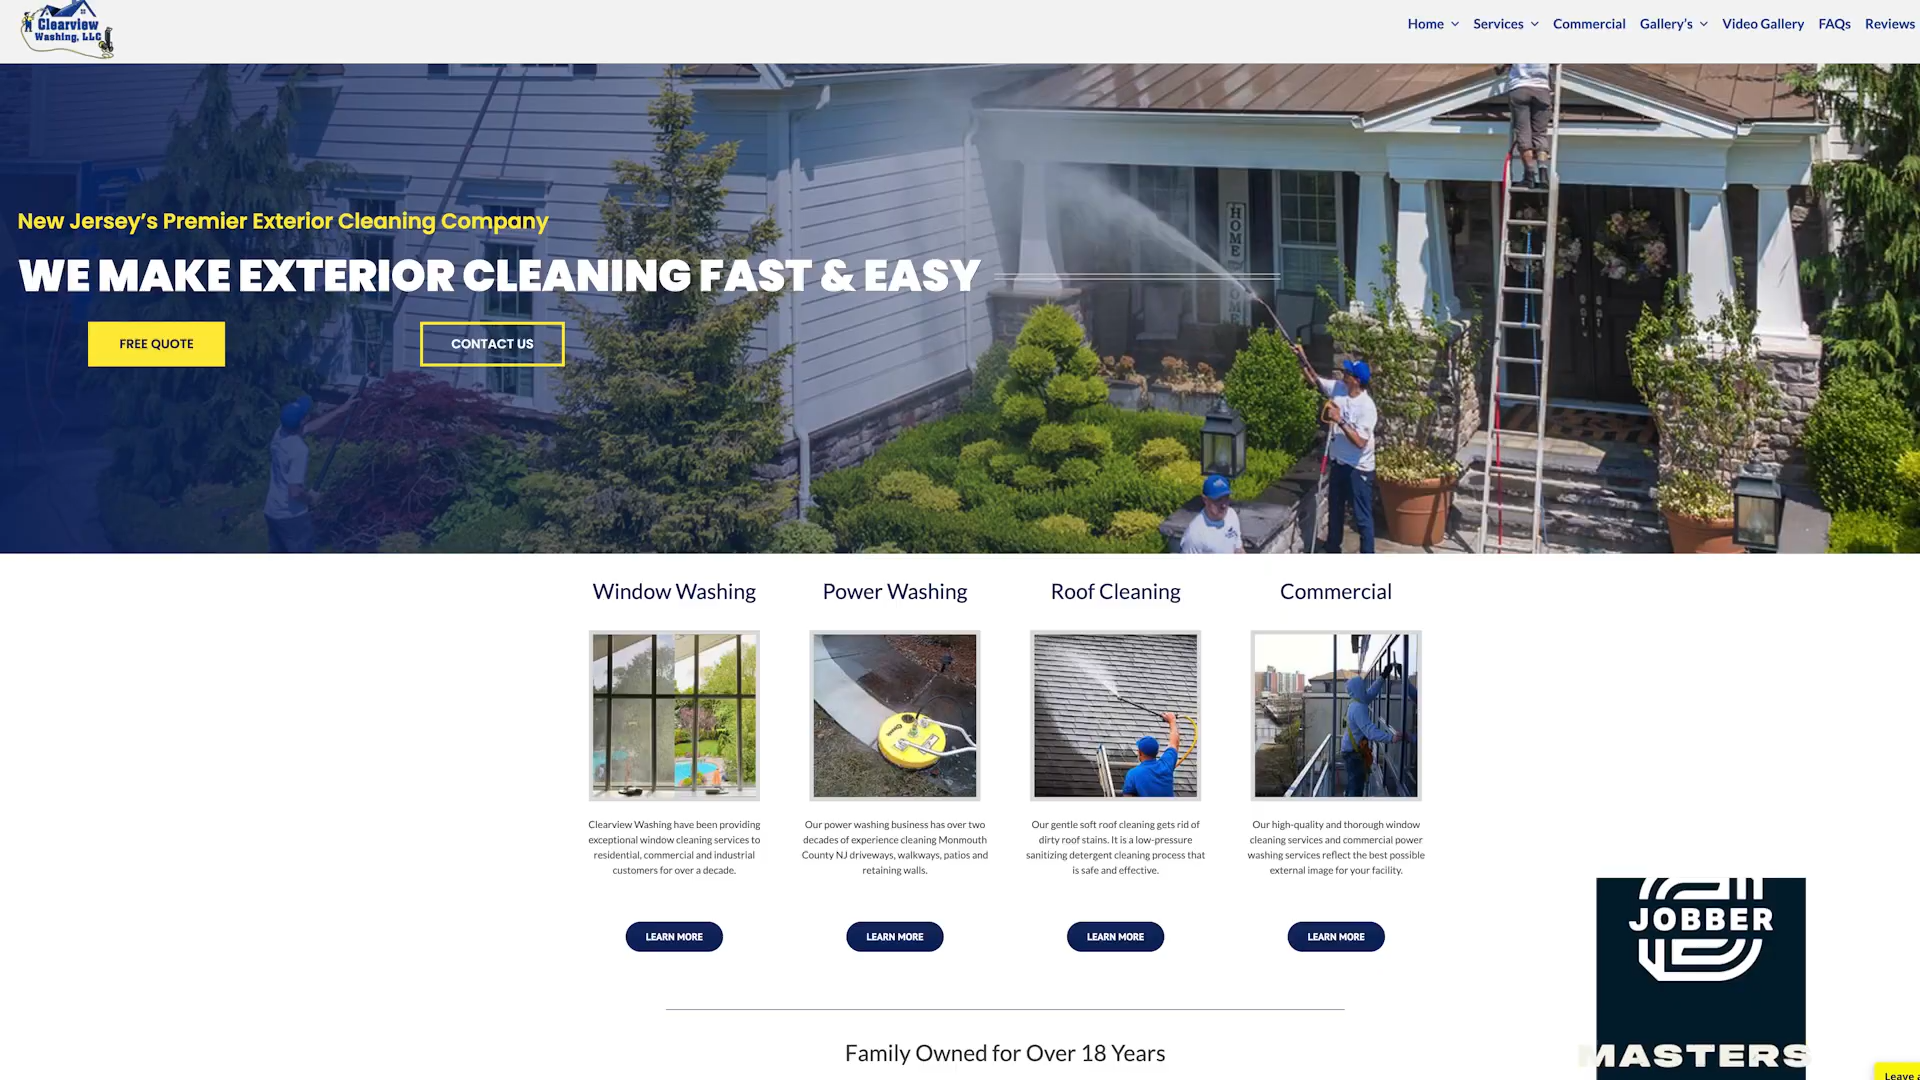 Clearview
Washing, LLC
Home
Services
Commercial
Gallery's
Video Gallery
FAQs
Reviews
New Jersey's Premier Exterior Cleaning Company
WE MAKE EXTERIOR CLEANING FAST & EASY
FREE QUOTE
CONTACT US
HOME
HOME
Window Washing
Power Washing
Roof Cleaning
Commercial
Clearview Washing have been providing
exceptional window cleaning services to
residential, commercial and industrial
customers for over a decade.
Our power washing business has over two
decades of experience cleaning Monmouth
County NJ driveways, walkways, patios and
retaining walls.
Our gentle soft roof cleaning gets rid of
dirty roof stains. It is a low-pressure
sanitizing detergent cleaning process that
is safe and effective.
Our high-quality and thorough window
cleaning services and commercial power
washing services reflect the best possible
external image for your facility.
LEARN MORE
LEARN MORE
LEARN MORE
LEARN MORE
Family Owned for Over 18 Years
JOBBER
MASTERS
Leave